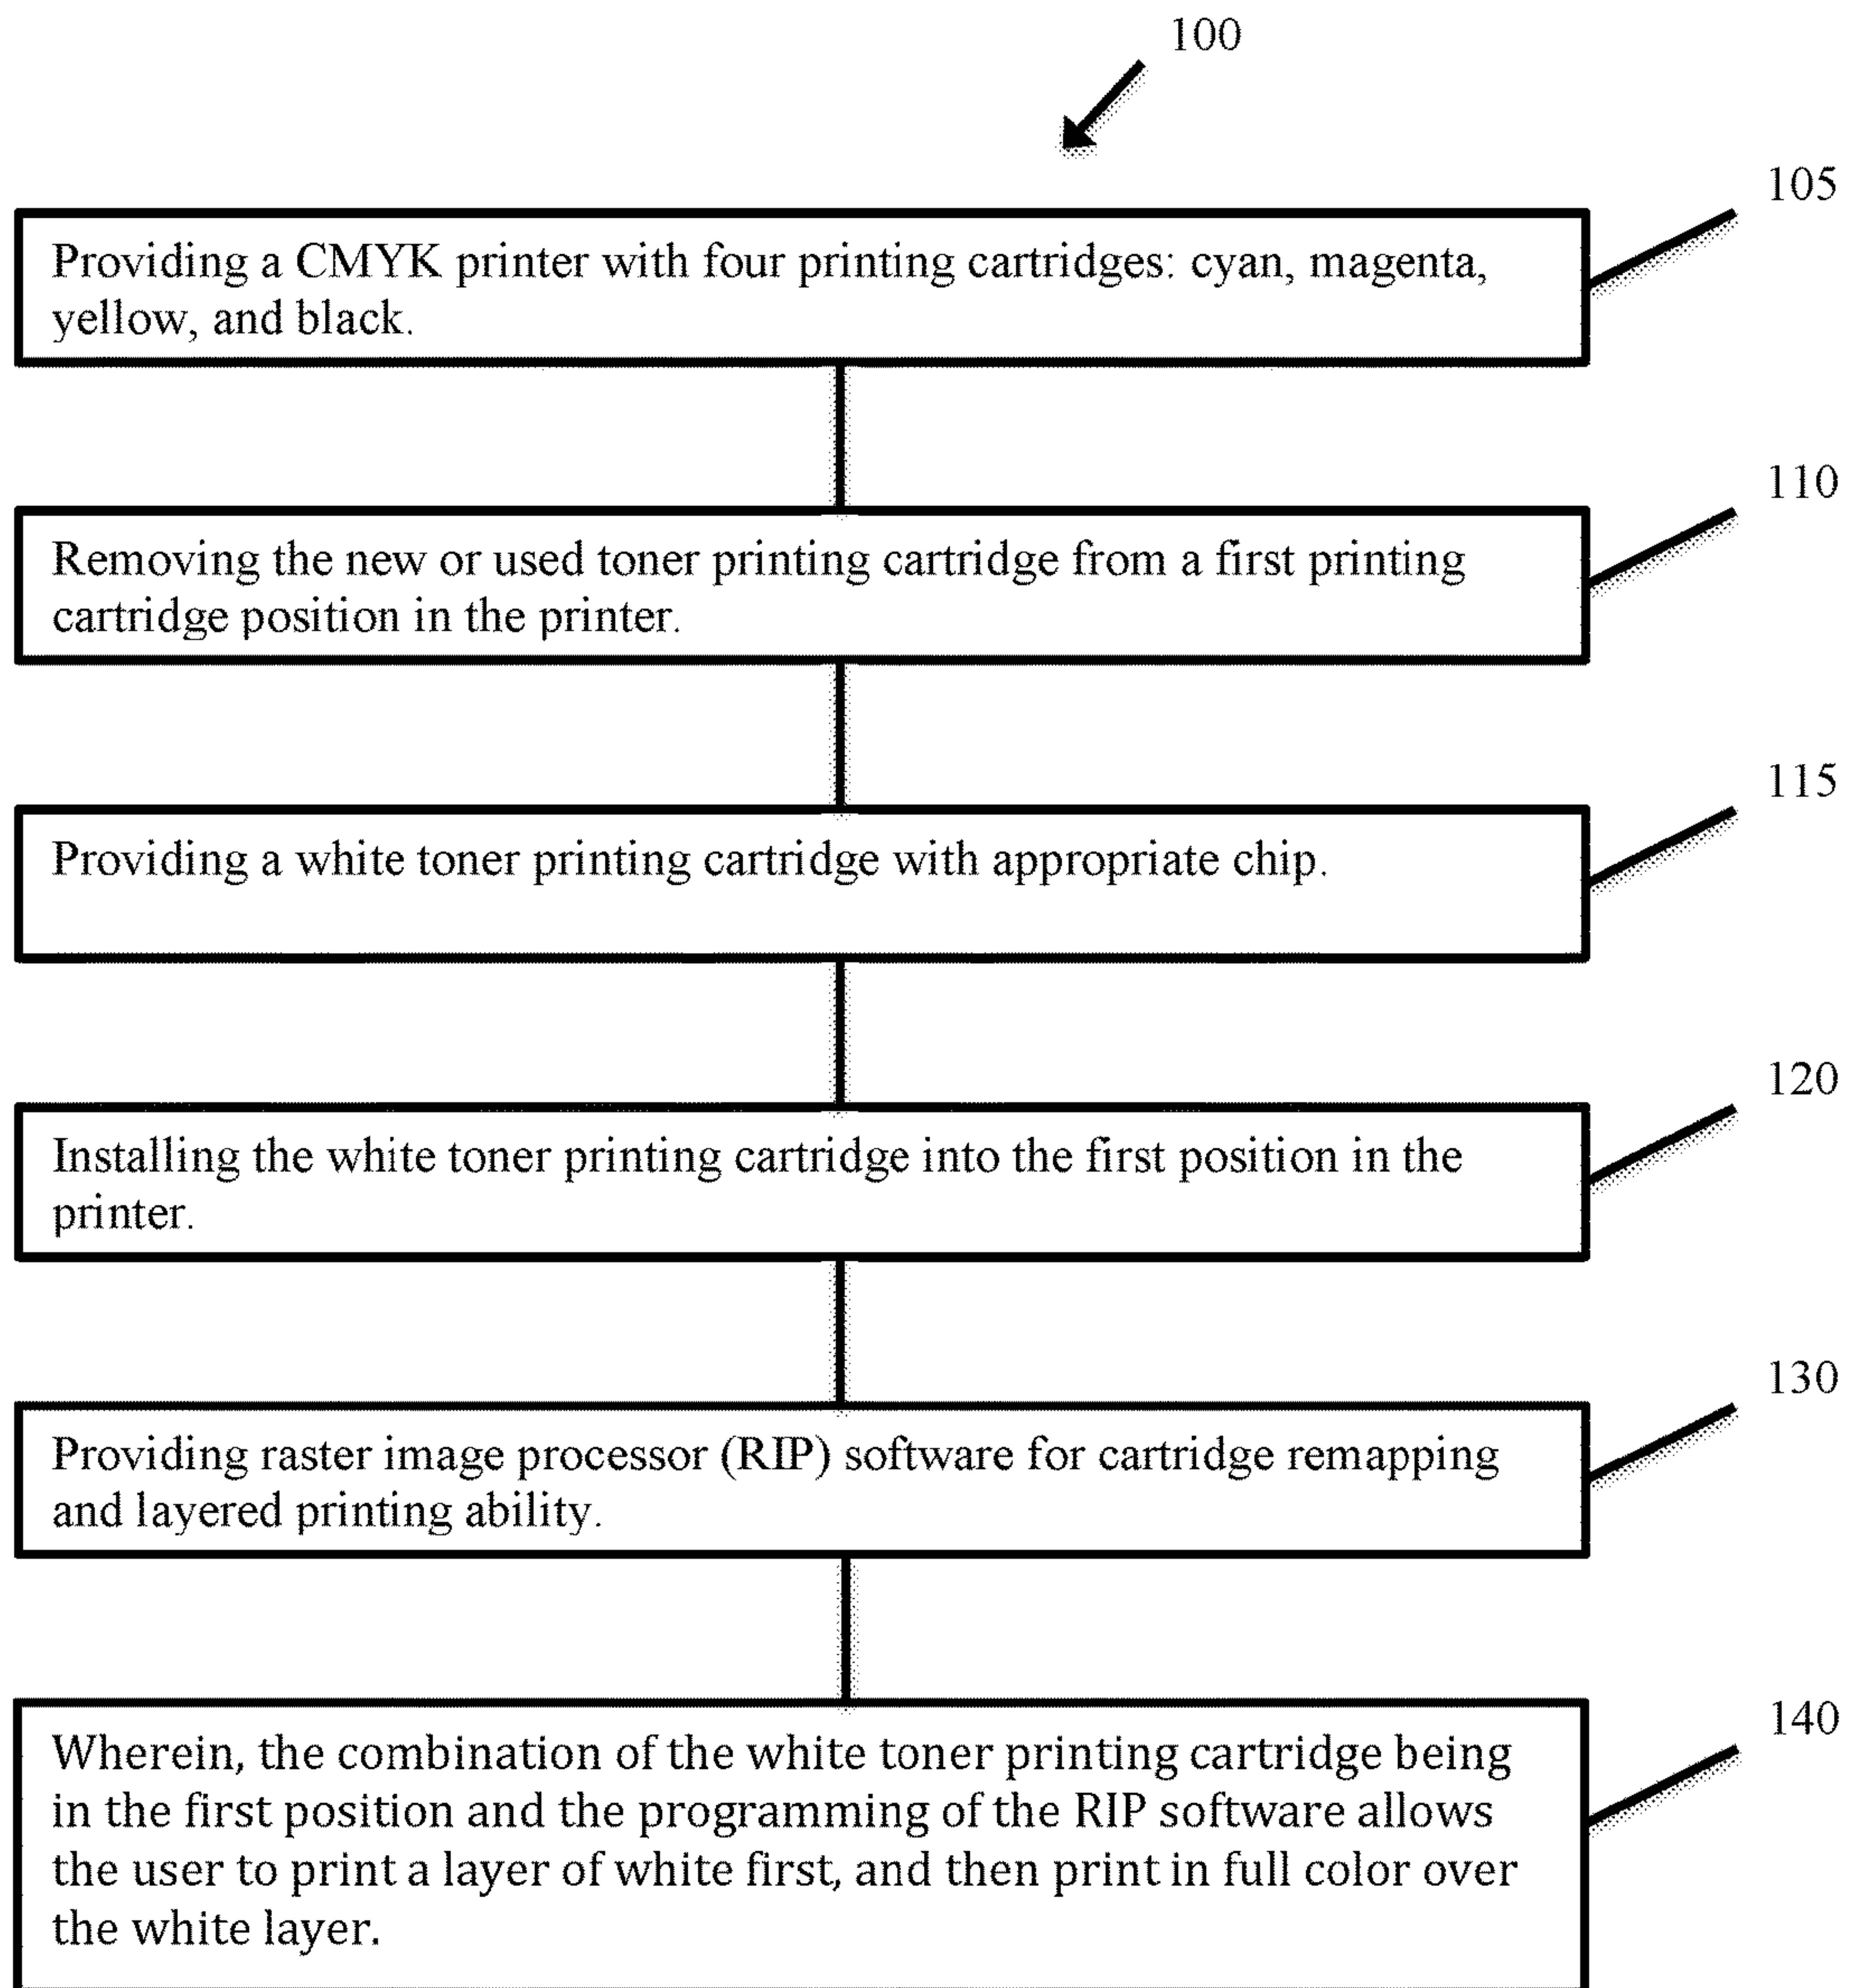 100
105
Providing a CMYK printer with four printing cartridges: cyan, magenta,
yellow, and black.
110
Removing the new or used toner printing cartridge from a first printing
cartridge position in the printer.
115
Providing a white toner printing cartridge with appropriate chip.
120
Installing the white toner printing cartridge into the first position in the
printer.
130
Providing raster image processor (RIP) software for cartridge remapping
and layered printing ability.
140
Wherein, the combination of the white toner printing cartridge being
in the first position and the programming of the RIP software allows
the user to print a layer of white first, and then print in full color over
the white layer.